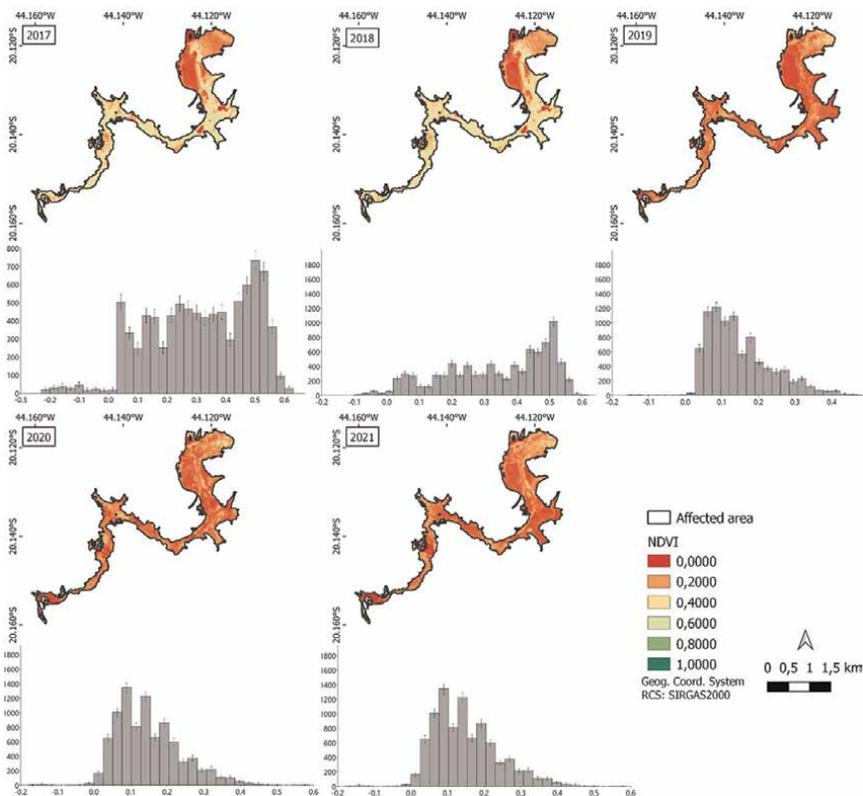 44.160°W 44.140°W 44.120°W
2017
20.120°S
20.140°S
20.160°S
44.160°W 44.140°W 44.120°W
2018
20.120°S
20.140°S
20.160°S
44.160°W 44.140°W 44.120°W
2019
20.120°S
20.140°S
20.160°S
800
700
600
500
400
300
200
100
0
-0.3 -0.2 -0.1 0.0 0.1 0.2 0.3 0.4 0.5 0.6
1800
1600
1400
1200
1000
800
600
400
200
0
-0.2 -0.1 0.0 0.1 0.2 0.3 0.4 0.5 0.6
1800
1600
1400
1200
1000
800
600
400
200
0
-0.2 -0.1 0.0 0.1 0.2 0.3 0.4
44.160°W 44.140°W 44.120°W
2020
20.120°S
20.140°S
20.160°S
44.160°W 44.140°W 44.120°W
2021
20.120°S
20.140°S
20.160°S
1800
1600
1400
1200
1000
800
600
400
200
0
-0.2 -0.1 0.0 0.1 0.2 0.3 0.4 0.5 0.6
1800
1600
1400
1200
1000
800
600
400
200
0
-0.2 -0.1 0.0 0.1 0.2 0.3 0.4 0.5 0.6
Affected area
NDVI
0,0000
0,2000
0,4000
0,6000
0,8000
1,0000
Geog. Coord. System
RCS: SIRGAS2000
0 0,5 1 1,5 km